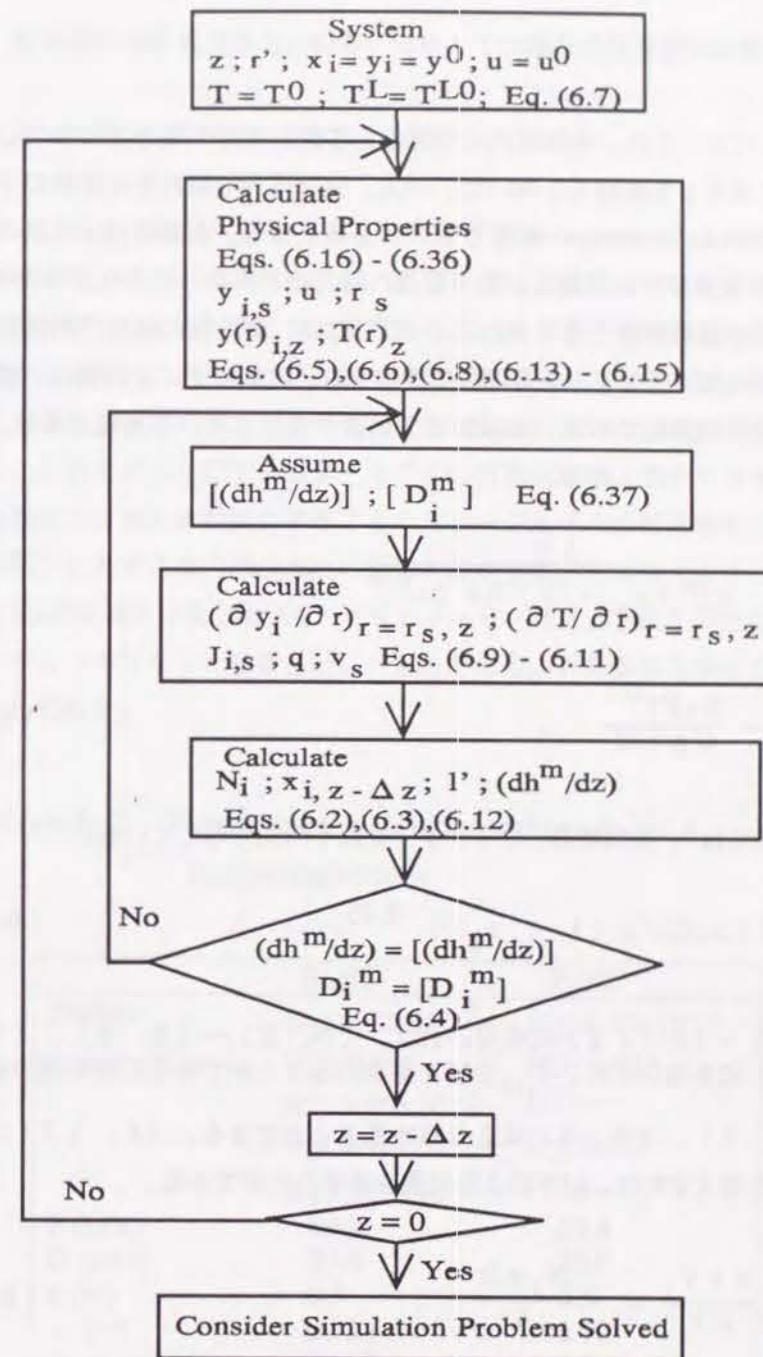 System
z ; r' ; x i = y i = y 0 ; u = u 0
T = T 0 ; T L = T L0 ; Eq. (6.7)
Calculate
Physical Properties
Eqs. (6.16) - (6.36)
y i,s ; u ; r s
y(r) i,z ; T(r) z
Eqs. (6.5),(6.6),(6.8),(6.13) - (6.15)
Assume
[(dh m /dz)] ; [ D i m ] Eq. (6.37)
Calculate
(∂ y i /∂ r) r = r s , z ; (∂ T/ ∂ r) r = r s , z
J i,s ; q ; v s Eqs. (6.9) - (6.11)
Calculate
N i ; x i, z - Δ z ; l' ; (dh m /dz)
Eqs. (6.2),(6.3),(6.12)
No
(dh m /dz) = [(dh m /dz)]
D i m = [D i m ]
Eq. (6.4)
Yes
z = z - Δ z
No
z = 0
Yes
Consider Simulation Problem Solved